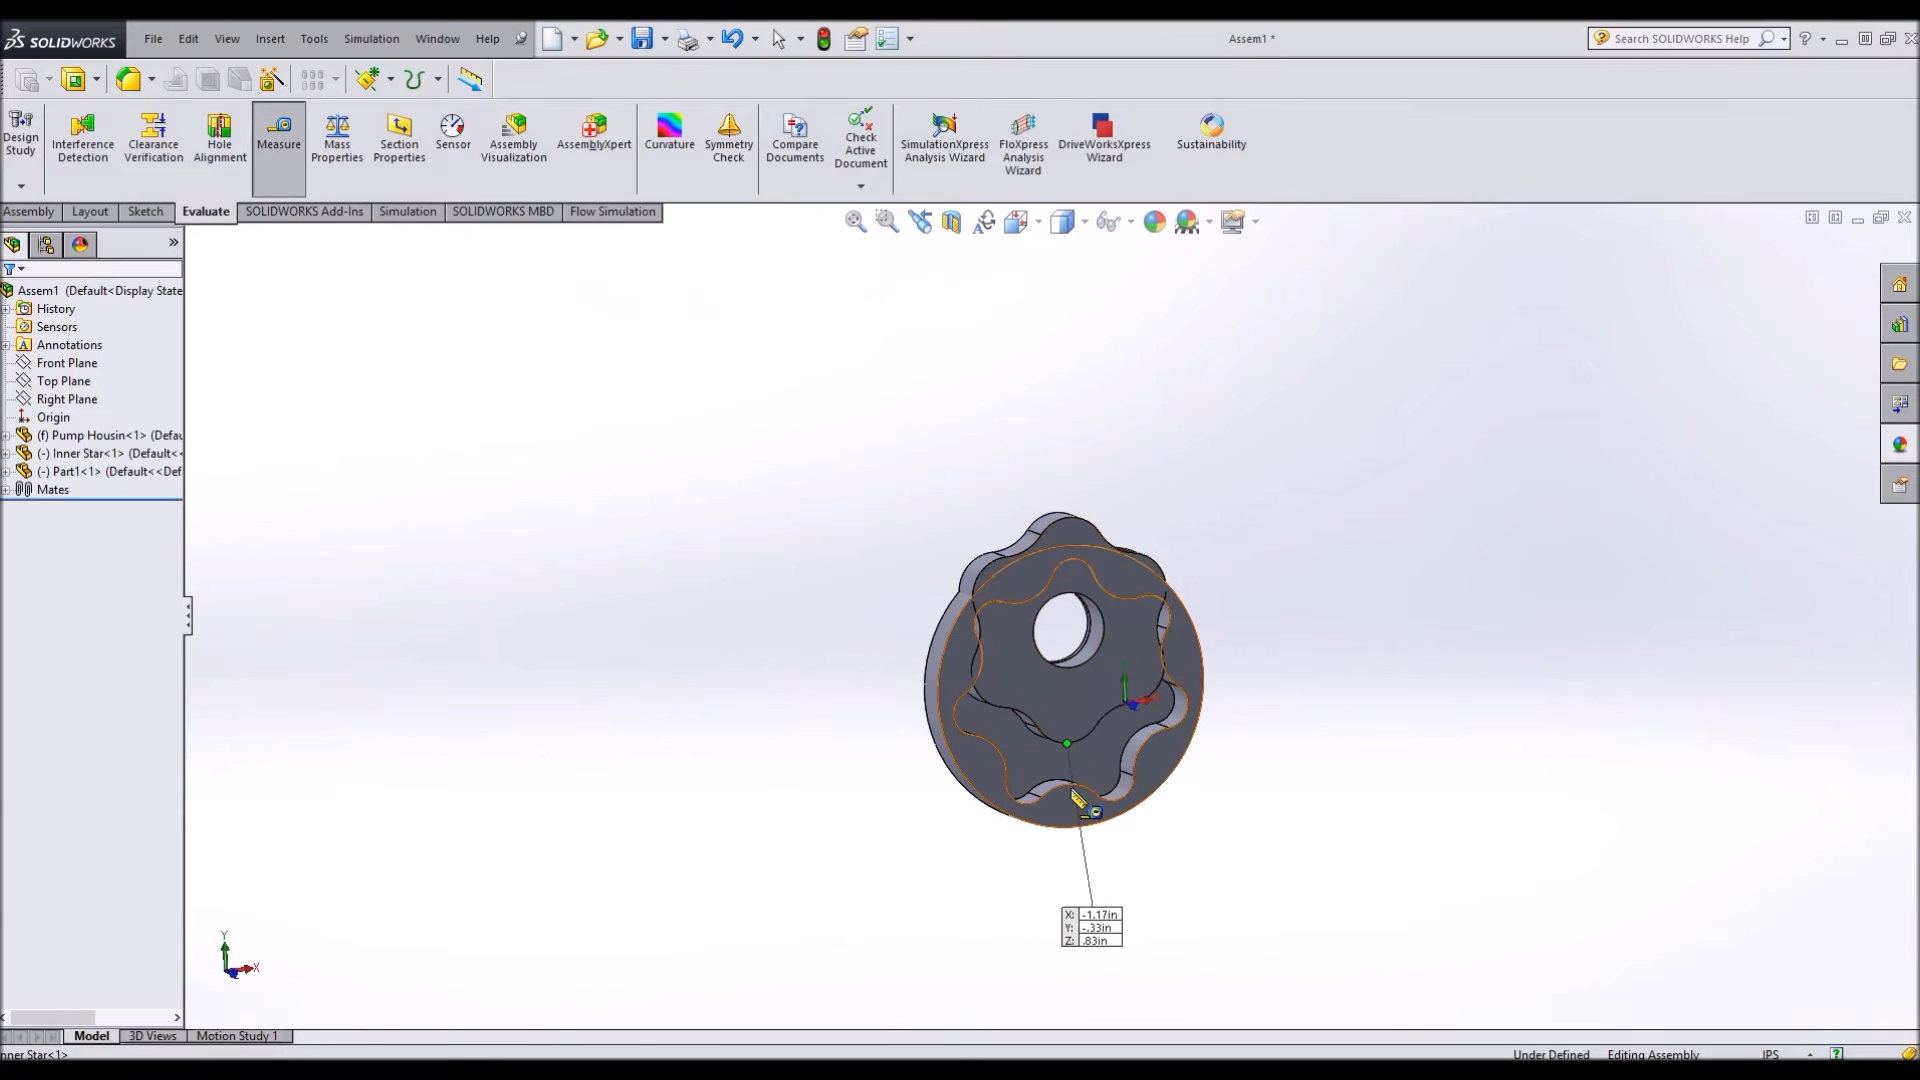 SOLIDWORKS
File Edit View Insert Tools Simulation Window Help
Assem1 *
Search SOLIDWORKS Help
Design Study
Interference Detection
Clearance Verification
Hole Alignment
Measure
Mass Properties
Section Properties
Sensor
Assembly Visualization
AssemblyXpert
Curvature
Symmetry Check
Compare Documents
Check Active Document
SimulationXpress Analysis Wizard
FloXpress Analysis Wizard
DriveWorksXpress Wizard
Sustainability
Assembly Layout Sketch Evaluate SOLIDWORKS Add-Ins Simulation SOLIDWORKS MBD Flow Simulation
Assem1 (Default<Display State
History
Sensors
Annotations
Front Plane
Top Plane
Right Plane
Origin
(f) Pump Housin<1> (Defau
(-) Inner Star<1> (Default<<
(-) Part1<1> (Default<<Def
Mates
X: -1.17in
Y: -.33in
Z: .83in
Y
X
Model 3D Views Motion Study 1
nner Star<1>
Under Defined Editing Assembly IPS